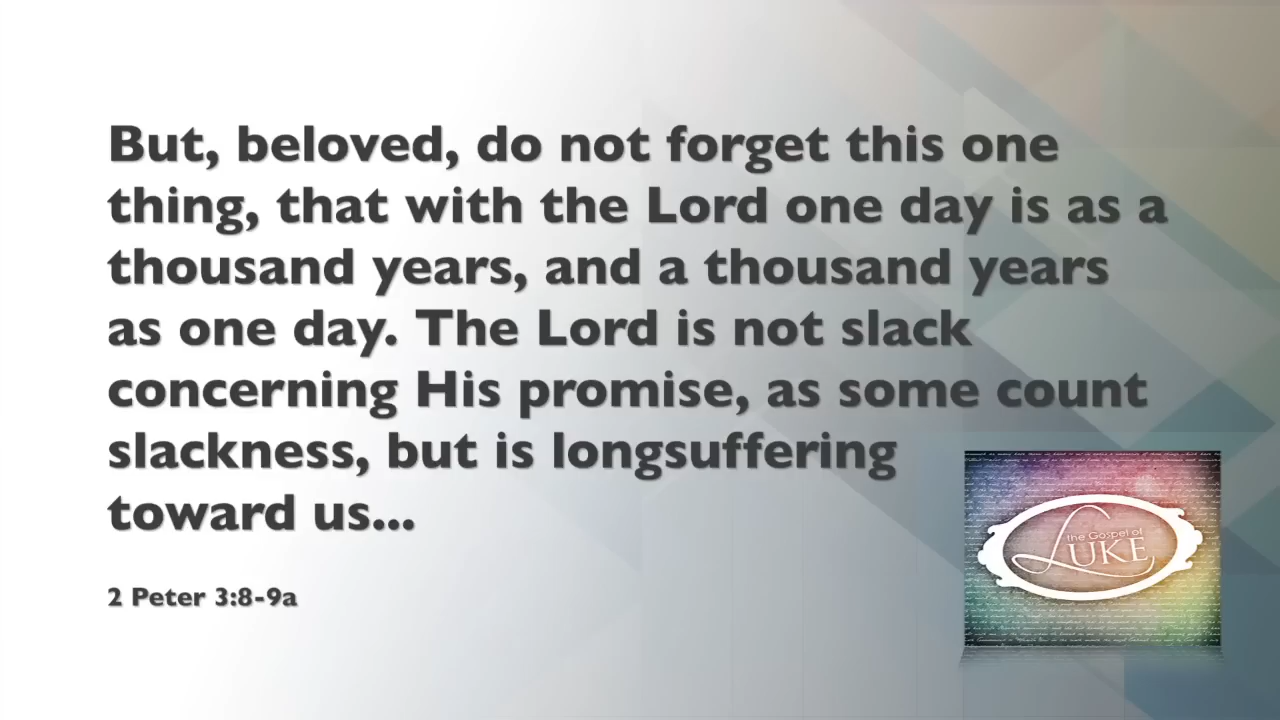 But, beloved, do not forget this one
thing, that with the Lord one day is as a
thousand years, and a thousand years
as one day. The Lord is not slack
concerning His promise, as some count
slackness, but is longsuffering
toward us...
2 Peter 3:8-9a
the Gospel of
LUKE